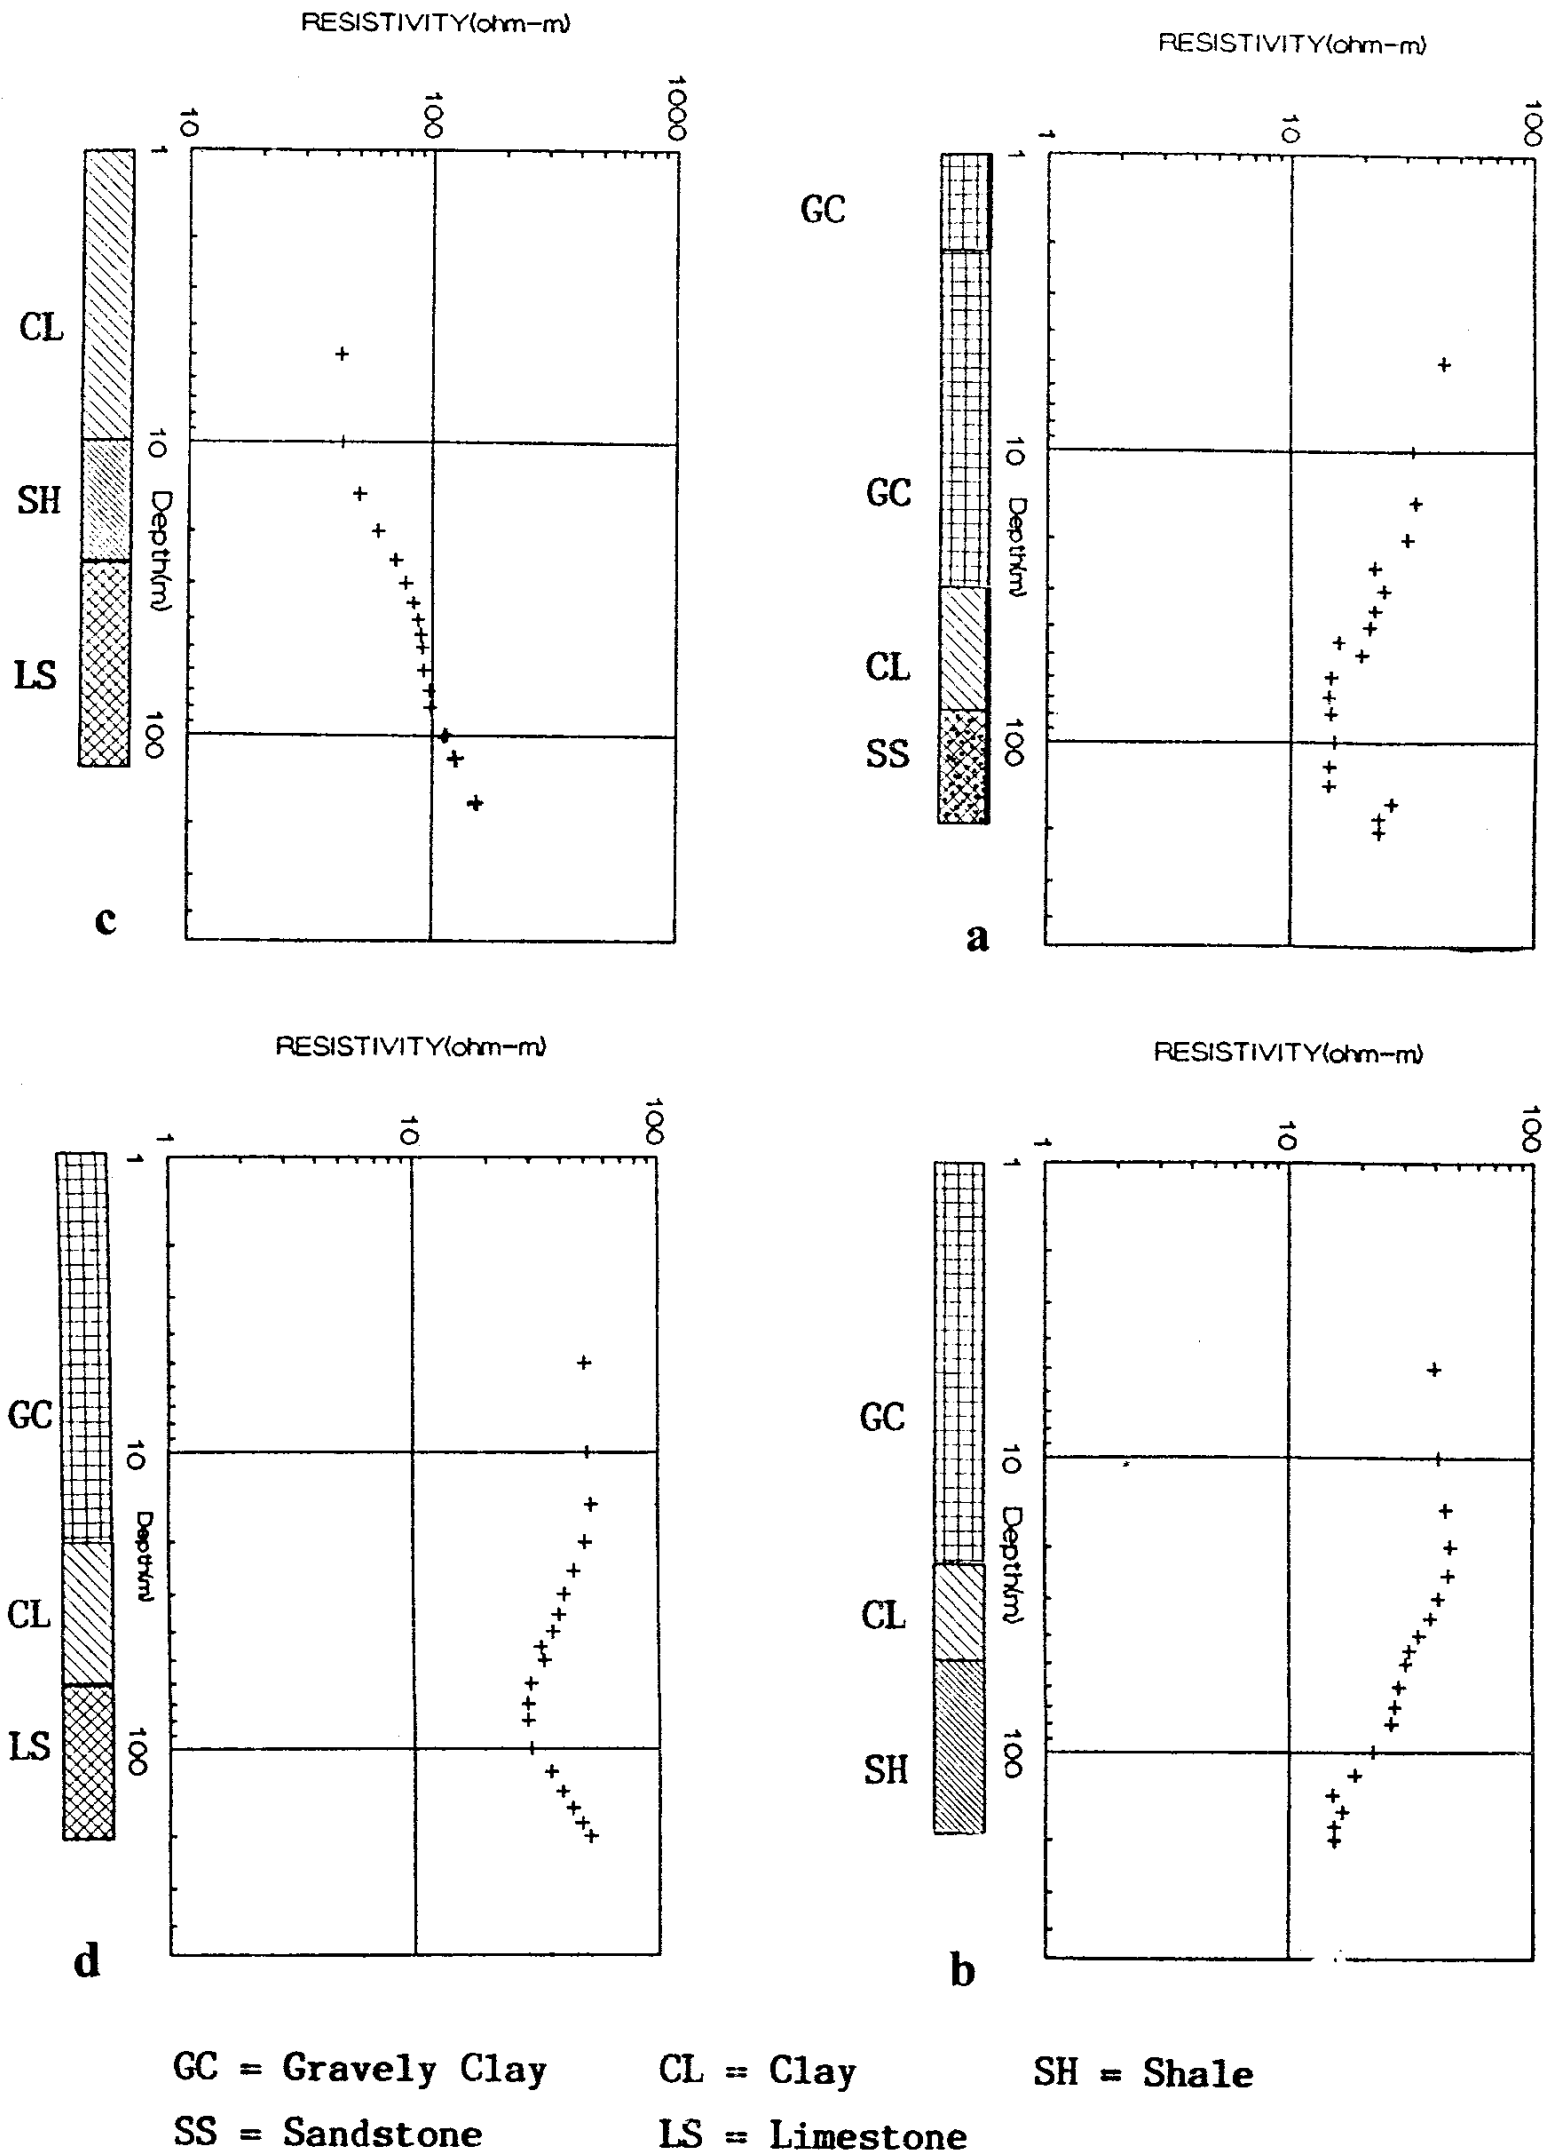 RESISTIVITY(ohm-m)
10
100
1000
1
CL
10
SH
Depth(m)
LS
100
c
RESISTIVITY(ohm-m)
1
10
100
1
GC
10
GC
Depth(m)
CL
100
SS
a
RESISTIVITY(ohm-m)
1
10
100
1
GC
10
Depth(m)
CL
LS
100
d
RESISTIVITY(ohm-m)
1
10
100
1
GC
10
Depth(m)
CL
100
SH
b
GC = Gravely Clay CL = Clay SH = Shale
SS = Sandstone LS = Limestone